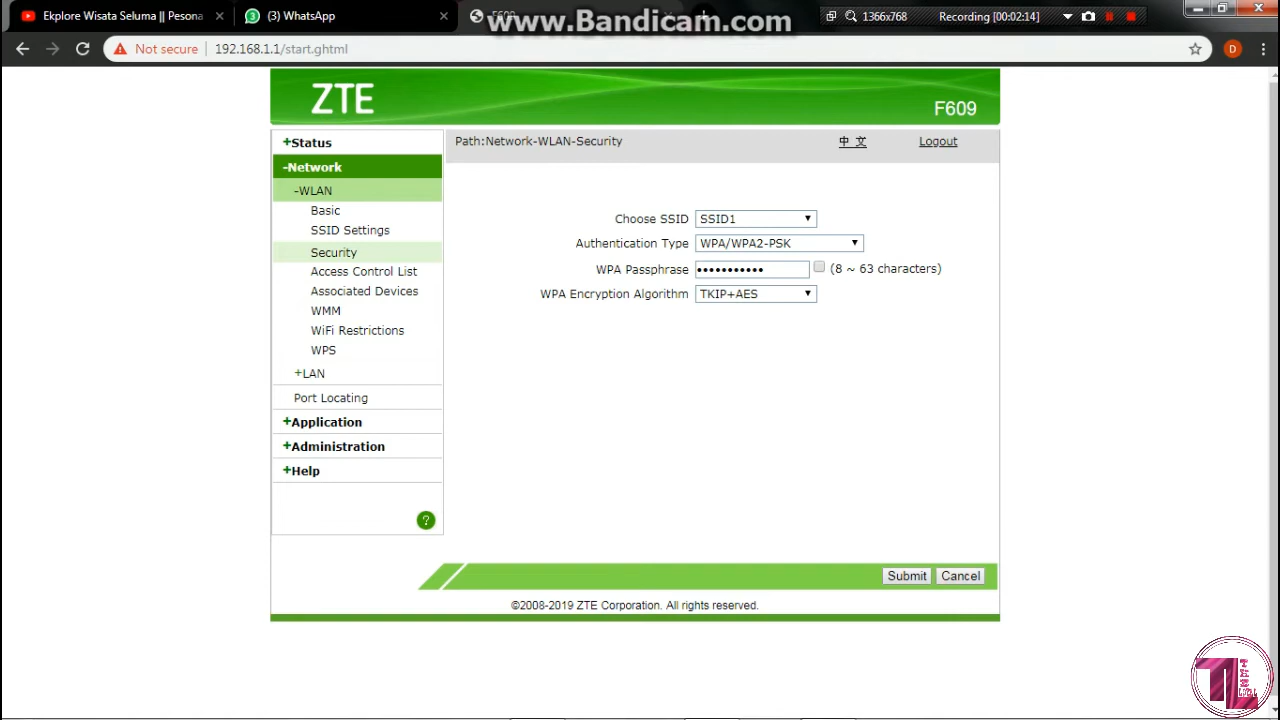 Ekplore Wisata Seluma || Pesona
(3) WhatsApp
F609
www.Bandicam.com
1366x768
Recording [00:02:14]
Not secure
192.168.1.1/start.ghtml
D
ZTE
F609
+Status
-Network
-WLAN
Basic
SSID Settings
Security
Access Control List
Associated Devices
WMM
WiFi Restrictions
WPS
+LAN
Port Locating
+Application
+Administration
+Help
?
Path:Network-WLAN-Security
中 文
Logout
Choose SSID SSID1
Authentication Type WPA/WPA2-PSK
WPA Passphrase ••••••••••• (8 ~ 63 characters)
WPA Encryption Algorithm TKIP+AES
Submit Cancel
©2008-2019 ZTE Corporation. All rights reserved.
TL